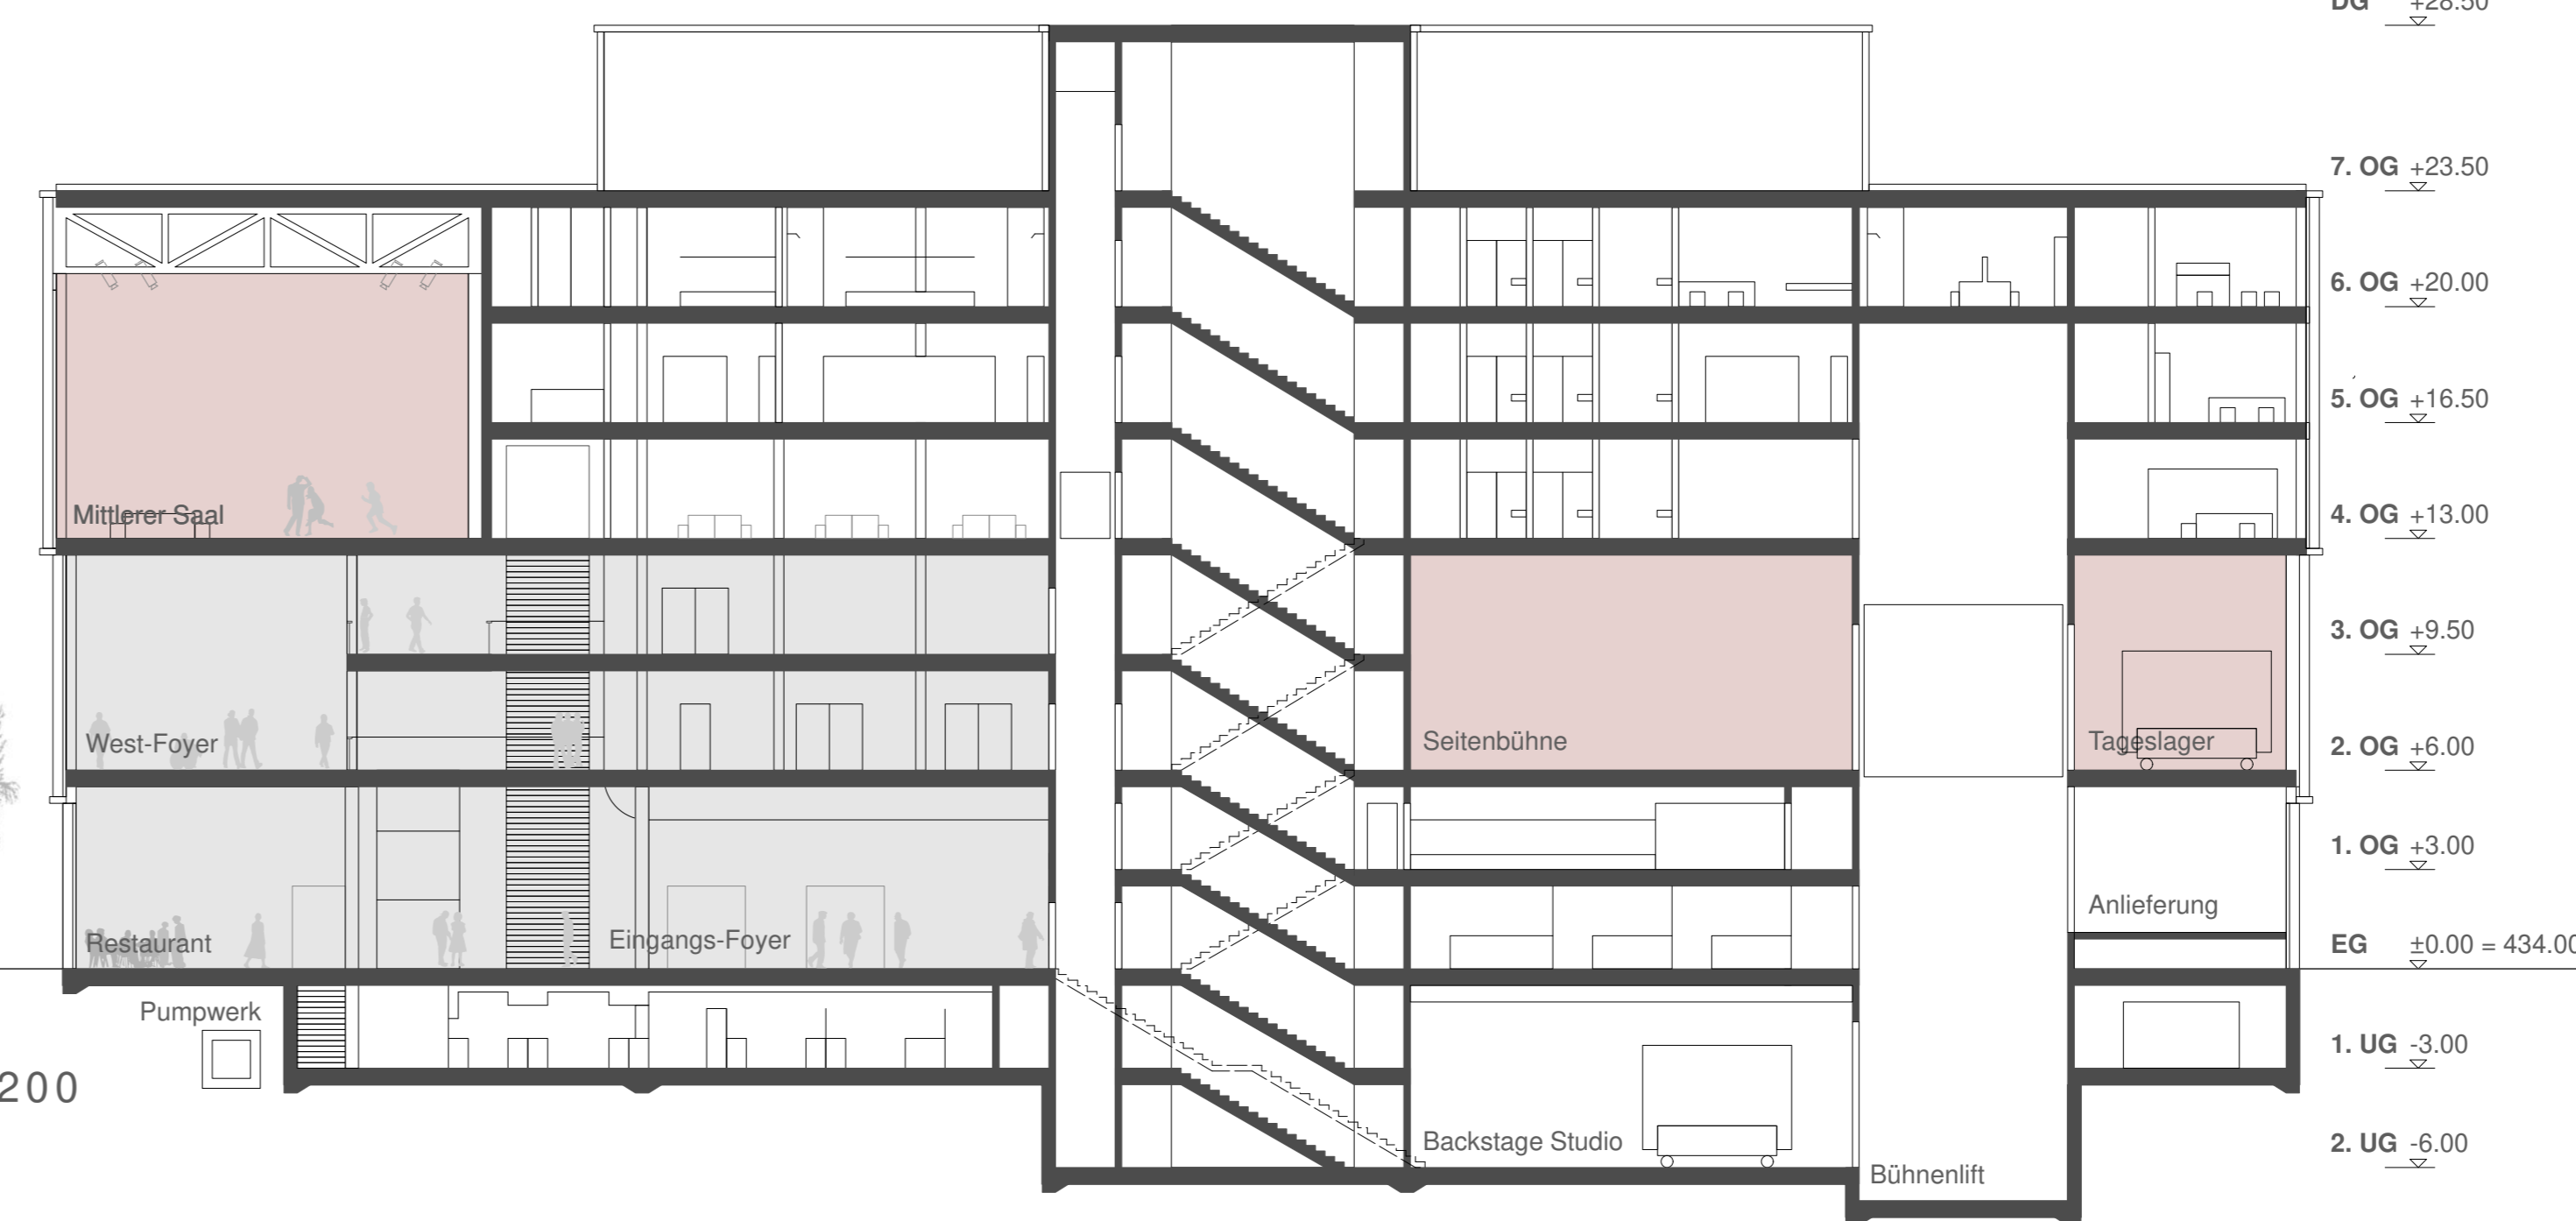 DG +28.50
7. OG +23.50
6. OG +20.00
5. OG +16.50
Mittlerer Saal
4. OG +13.00
3. OG +9.50
West-Foyer
Seitenbühne
Tageslager
2. OG +6.00
1. OG +3.00
Anlieferung
Restaurant
Eingangs-Foyer
EG ±0.00 = 434.00
Pumpwerk
1. UG -3.00
200
Backstage Studio
2. UG -6.00
Bühnenlift